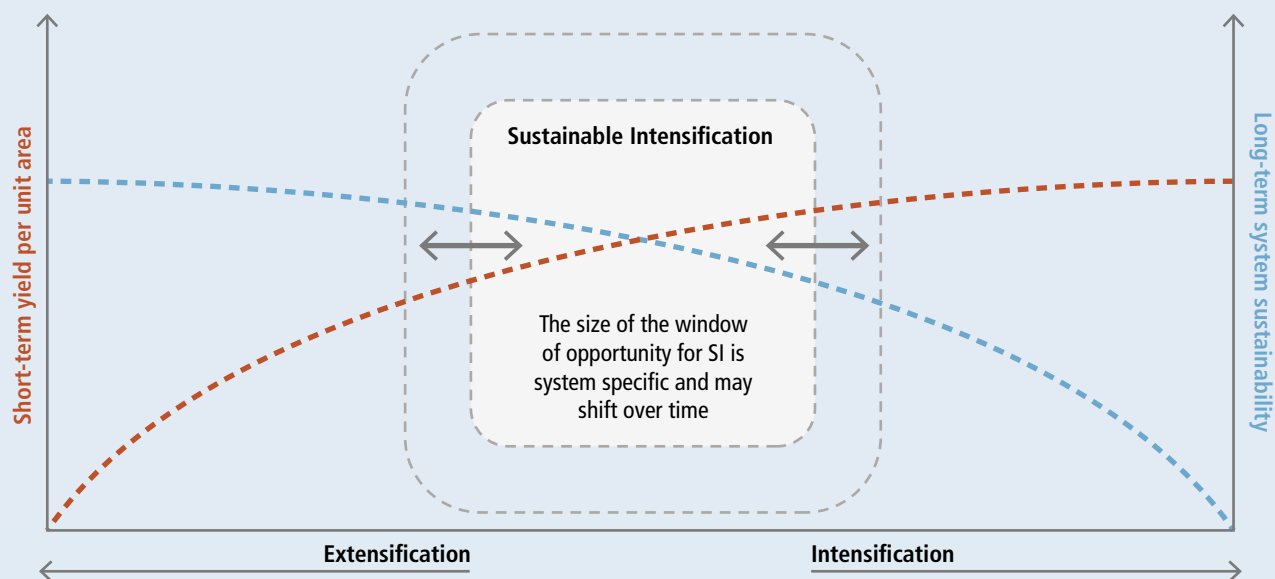 Short-term yield per unit area
Sustainable Intensification
The size of the window
of opportunity for SI is
system specific and may
shift over time
Long-term system sustainability
Extensification
Intensification